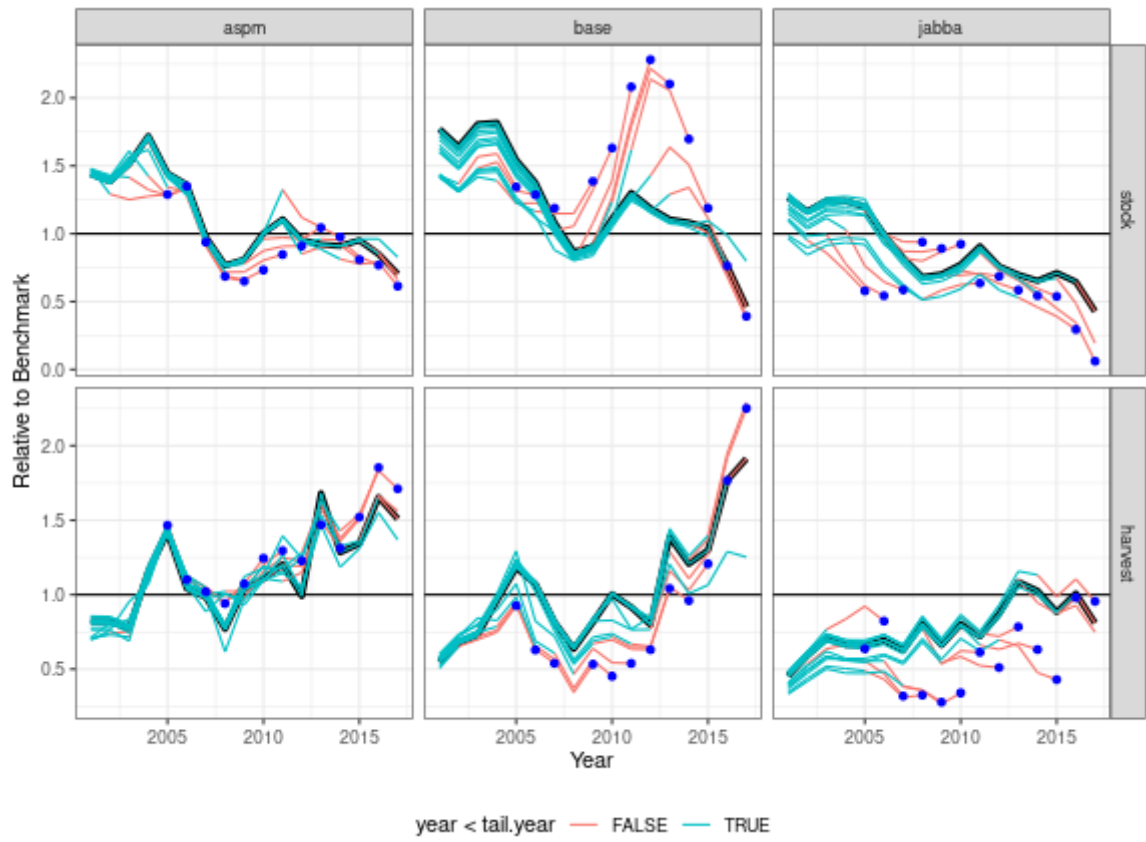 aspm base jabba
Relative to Benchmark
2.0
1.5
1.0
0.5
0.0
stock
2.0
1.5
1.0
0.5
harvest
2005 2010 2015 2005 2010 2015 2005 2010 2015
Year
year < tail.year FALSE TRUE